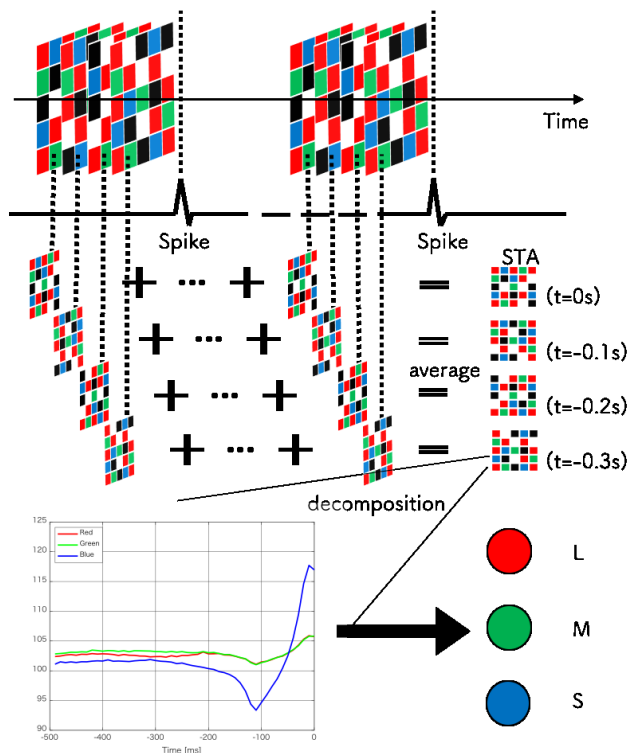 Time
Spike
Spike
STA
(t=0s)
(t=-0.1s)
average
(t=-0.2s)
(t=-0.3s)
decomposition
125
120
115
110
105
100
95
90
Red
Green
Blue
-500
-400
-300
-200
-100
0
Time [ms]
L
M
S